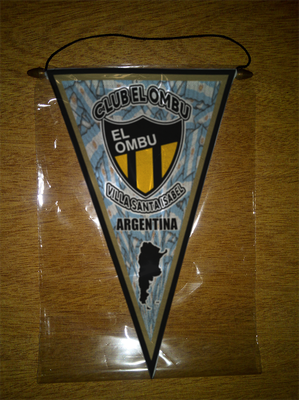 CLUB EL OMBU
EL
OMBU
VILLA SANTA ISABEL
ARGENTINA